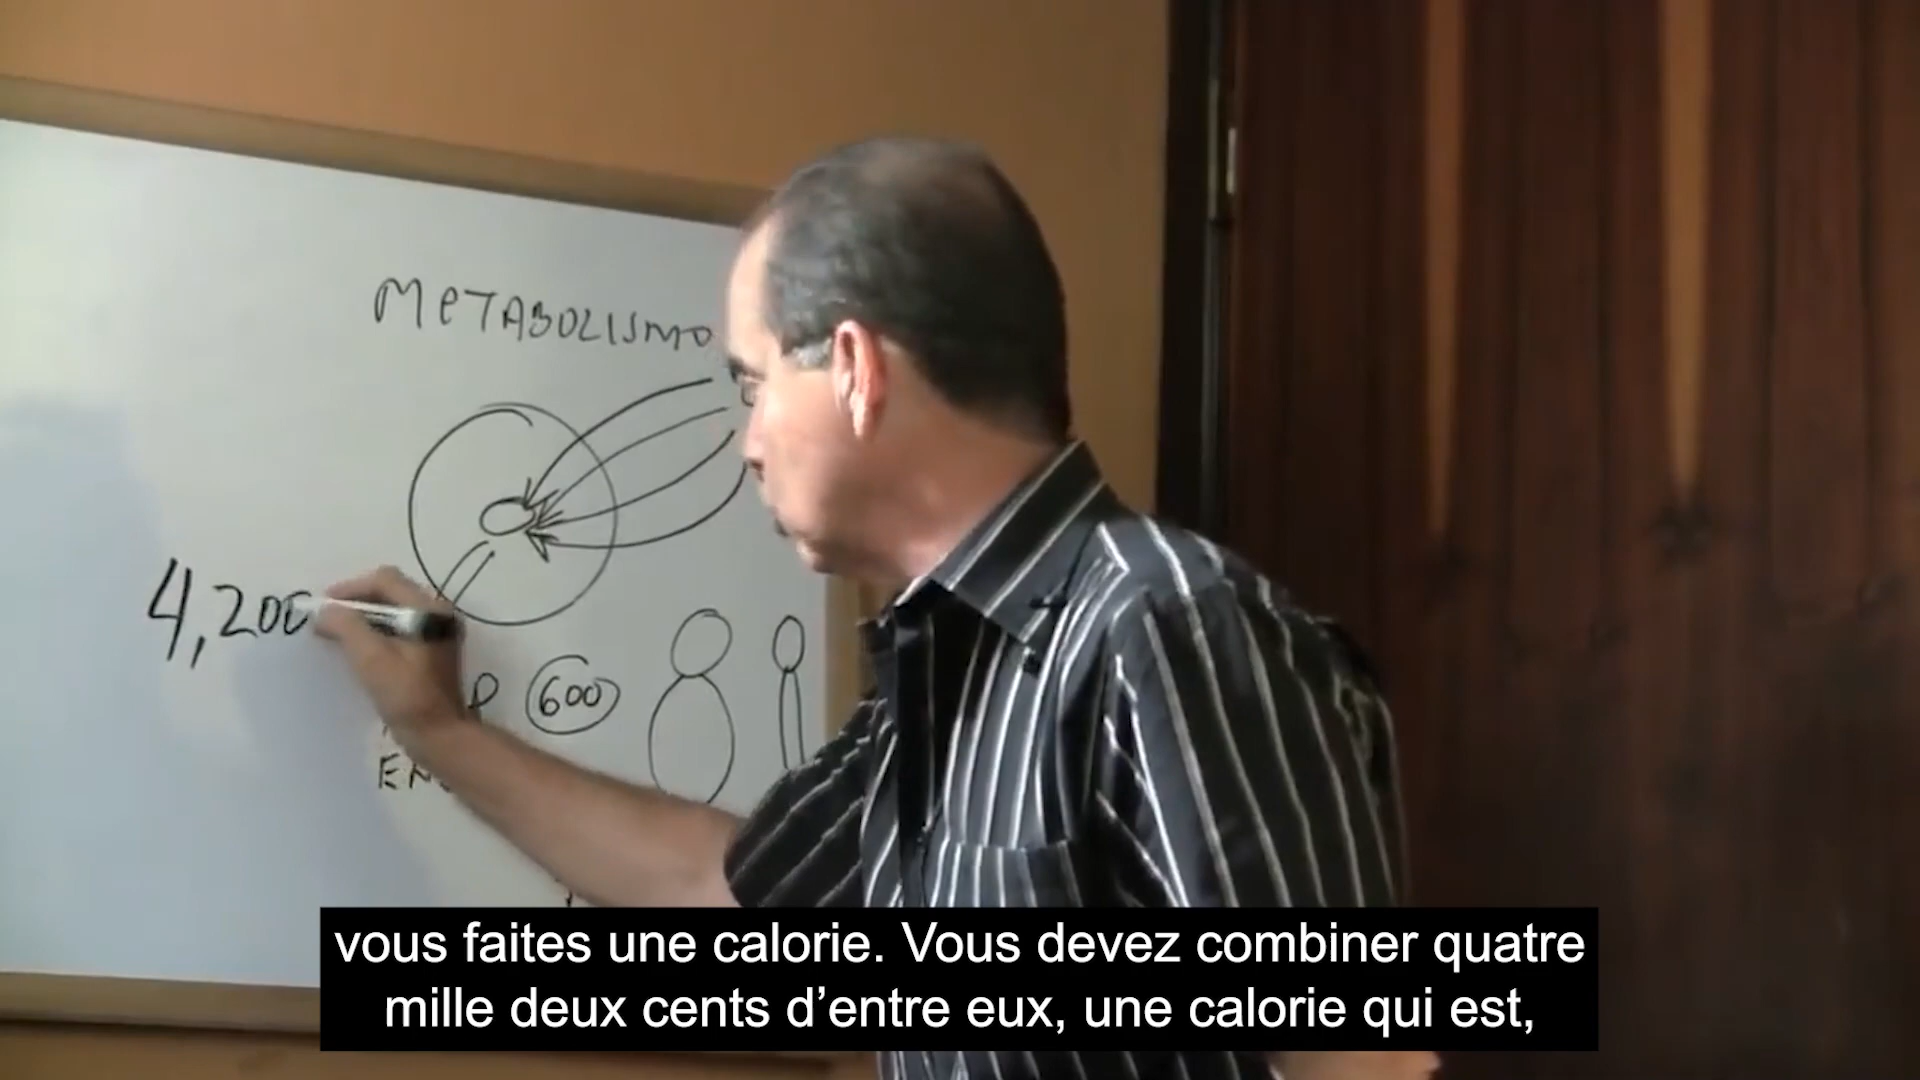 METABOLISMO
4,200
P 600
vous faites une calorie. Vous devez combiner quatre
mille deux cents d’entre eux, une calorie qui est,